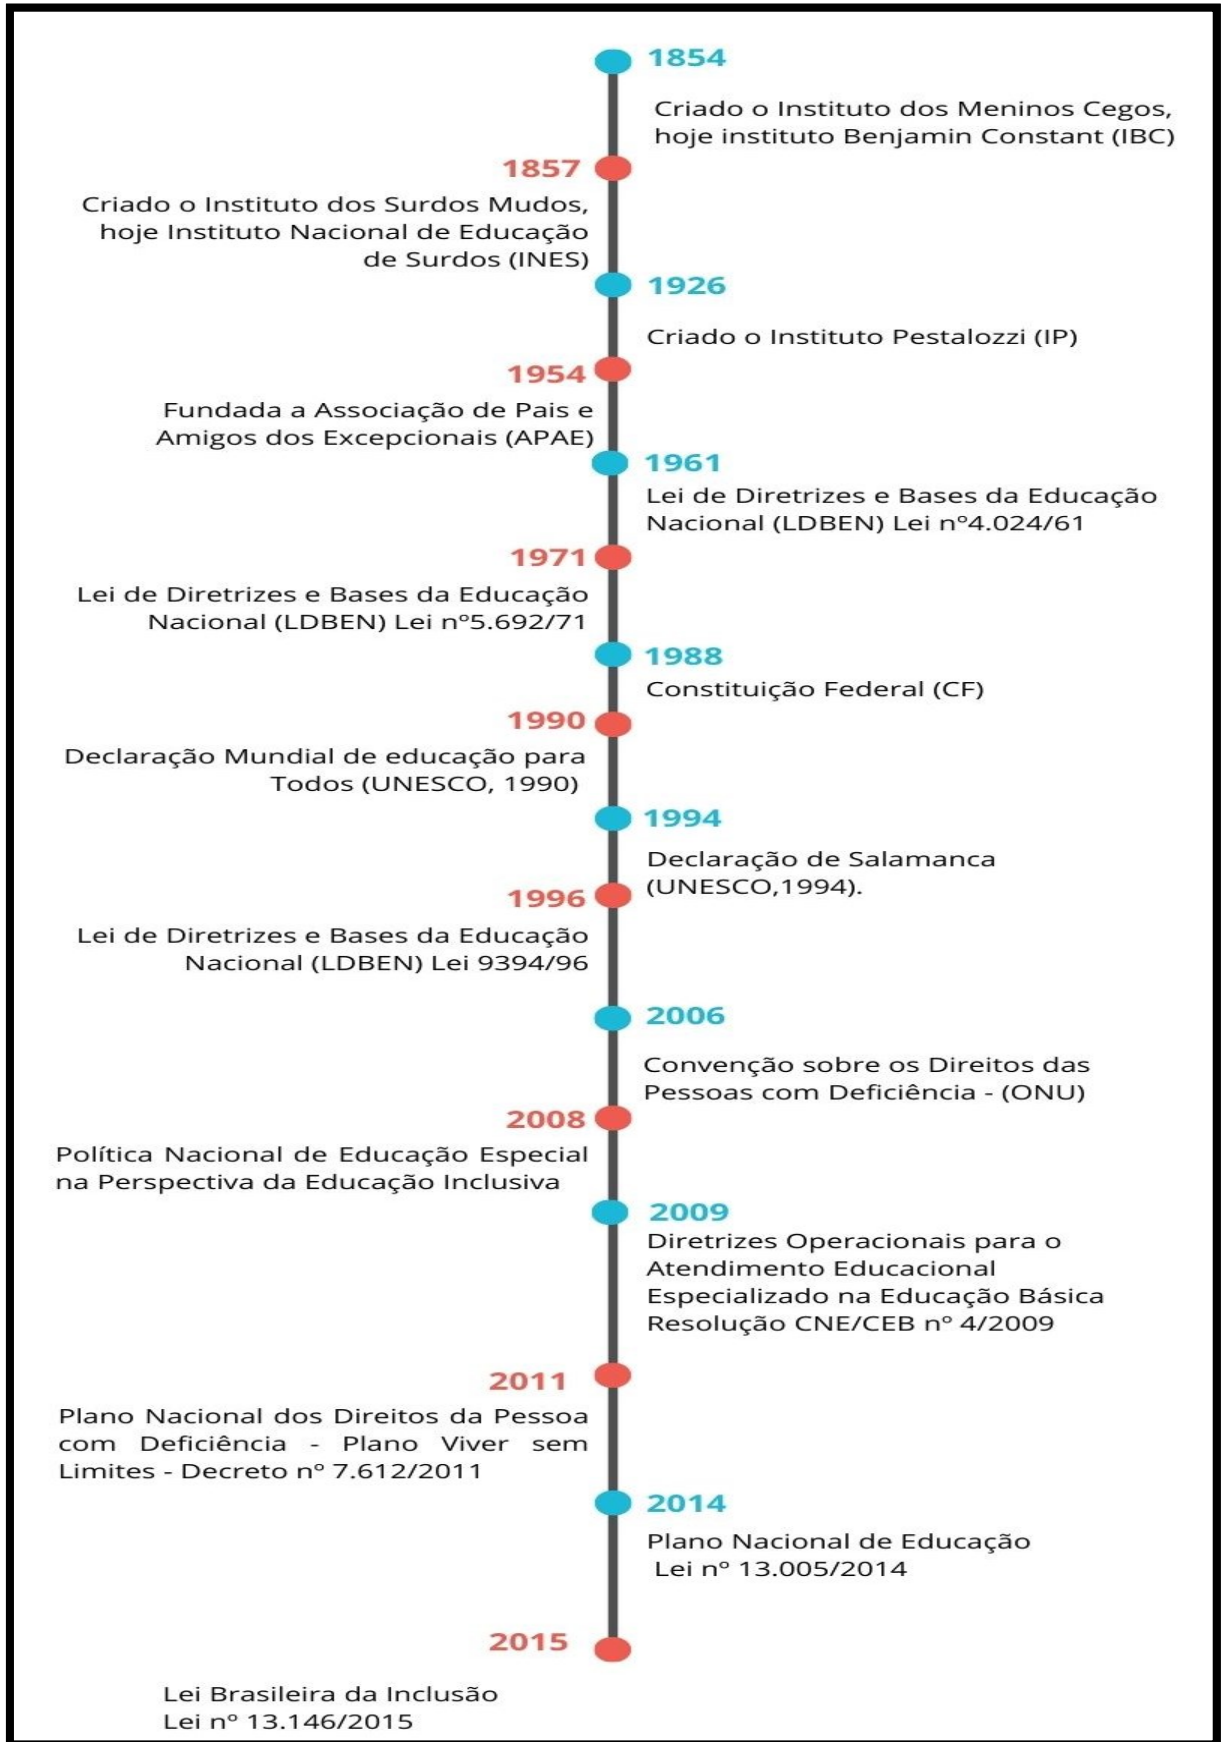 1854
Criado o Instituto dos Meninos Cegos,
hoje instituto Benjamin Constant (IBC)
1857
Criado o Instituto dos Surdos Mudos,
hoje Instituto Nacional de Educação
de Surdos (INES)
1926
Criado o Instituto Pestalozzi (IP)
1954
Fundada a Associação de Pais e
Amigos dos Excepcionais (APAE)
1961
Lei de Diretrizes e Bases da Educação
Nacional (LDBEN) Lei nº4.024/61
1971
Lei de Diretrizes e Bases da Educação
Nacional (LDBEN) Lei nº5.692/71
1988
Constituição Federal (CF)
1990
Declaração Mundial de educação para
Todos (UNESCO, 1990)
1994
Declaração de Salamanca
(UNESCO,1994).
1996
Lei de Diretrizes e Bases da Educação
Nacional (LDBEN) Lei 9394/96
2006
Convenção sobre os Direitos das
Pessoas com Deficiência - (ONU)
2008
Política Nacional de Educação Especial
na Perspectiva da Educação Inclusiva
2009
Diretrizes Operacionais para o
Atendimento Educacional
Especializado na Educação Básica
Resolução CNE/CEB nº 4/2009
2011
Plano Nacional dos Direitos da Pessoa
com Deficiência - Plano Viver sem
Limites - Decreto nº 7.612/2011
2014
Plano Nacional de Educação
Lei nº 13.005/2014
2015
Lei Brasileira da Inclusão
Lei nº 13.146/2015